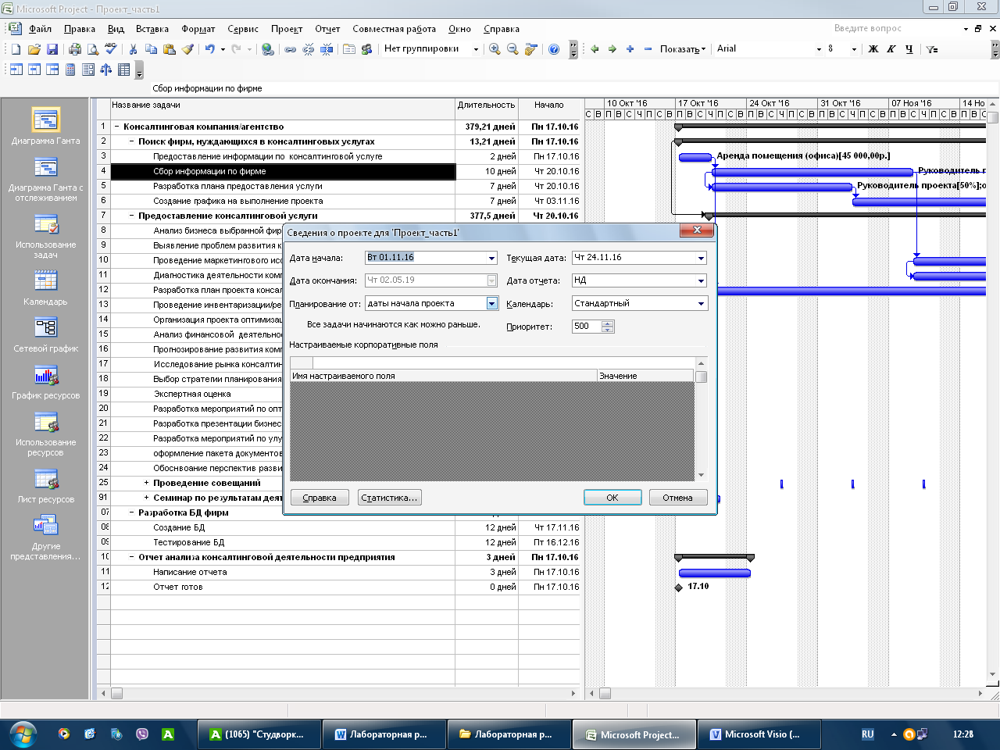 Microsoft Project - Проект_часть1
Файл Правка Вид Вставка Формат Сервис Проект Отчет Совместная работа Окно Справка Введите вопрос
Нет группировки Показать Arial 8 Ж К Ч
Сбор информации по фирме
Название задачи Длительность Начало 10 Окт '16 17 Окт '16 24 Окт '16 31 Окт '16 07 Ноя '16 14 Ноя
С В П В С Ч П С В П В С Ч П С В П В С Ч П С В П В С Ч П С В П В С Ч П С В П В С
1 − Консалтинговая компания/агентство 379,21 дней Пн 17.10.16
2 − Поиск фирм, нуждающихся в консалтинговых услугах 13,21 дней Пн 17.10.16
3 Предоставление информации по консалтинговой услуге 2 дней Пн 17.10.16 Аренда помещения (офиса)[45 000,00р.]
4 Сбор информации по фирме 10 дней Чт 20.10.16 Руководитель г
5 Разработка плана предоставления услуги 7 дней Чт 20.10.16 Руководитель проекта[50%];о
6 Создание графика на выполнение проекта 7 дней Чт 03.11.16
7 − Предоставление консалтинговой услуги 377,5 дней Чт 20.10.16
8 Анализ бизнеса выбранной фир
9 Выявление проблем развития к
10 Проведение маркетингового исс
11 Диагностика деятельности комп
12 Разработка план проекта консал
13 Проведение инвентаризации/ре
14 Организация проекта оптимизац
15 Анализ финансовой деятельно
16 Прогнозирование развития комп
17 Исследование рынка консалтин
18 Выбор стратегии планирования
19 Экспертная оценка
20 Разработка мероприятий по опт
21 Разработка презентации бизнес
22 Разработка мероприятий по улу
23 оформление пакета документов
24 Обоснвоание перспектив разви
25 + Проведение совещаний
91 + Семинар по результатам деят
07 − Разработка БД фирм
08 Создание БД 12 дней Чт 17.11.16
09 Тестирование БД 12 дней Пт 16.12.16
10 − Отчет анализа консалтинговой деятельности предприятия 3 дней Пн 17.10.16
11 Написание отчета 3 дней Пн 17.10.16
12 Отчет готов 0 дней Пн 17.10.16 17.10
Диаграмма Ганта
Диаграмма Ганта с
отслеживанием
Использование
задач
Календарь
Сетевой график
График ресурсов
Использование
ресурсов
Лист ресурсов
Другие
представления...
Сведения о проекте для 'Проект_часть1'
Дата начала: Вт 01.11.16 Текущая дата: Чт 24.11.16
Дата окончания: Чт 02.05.19 Дата отчета: НД
Планирование от: даты начала проекта Календарь: Стандартный
Все задачи начинаются как можно раньше. Приоритет: 500
Настраиваемые корпоративные поля
Имя настраиваемого поля Значение
Справка Статистика... ОК Отмена
(1065) "Студворк... Лабораторная р... Лабораторная р... Microsoft Project... Microsoft Visio (... RU 12:28